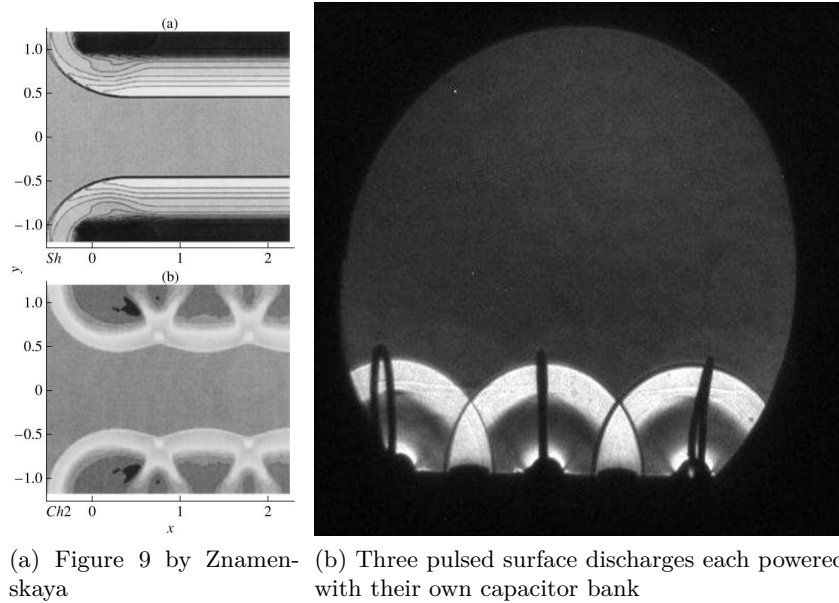 (a)
1.0
0.5
0
−0.5
−1.0
y
Sh 0 1 2
(b)
1.0
0.5
0
−0.5
−1.0
Ch2 0 1 2
x
(a) Figure 9 by Znamen-
skaya
(b) Three pulsed surface discharges each powered
with their own capacitor bank